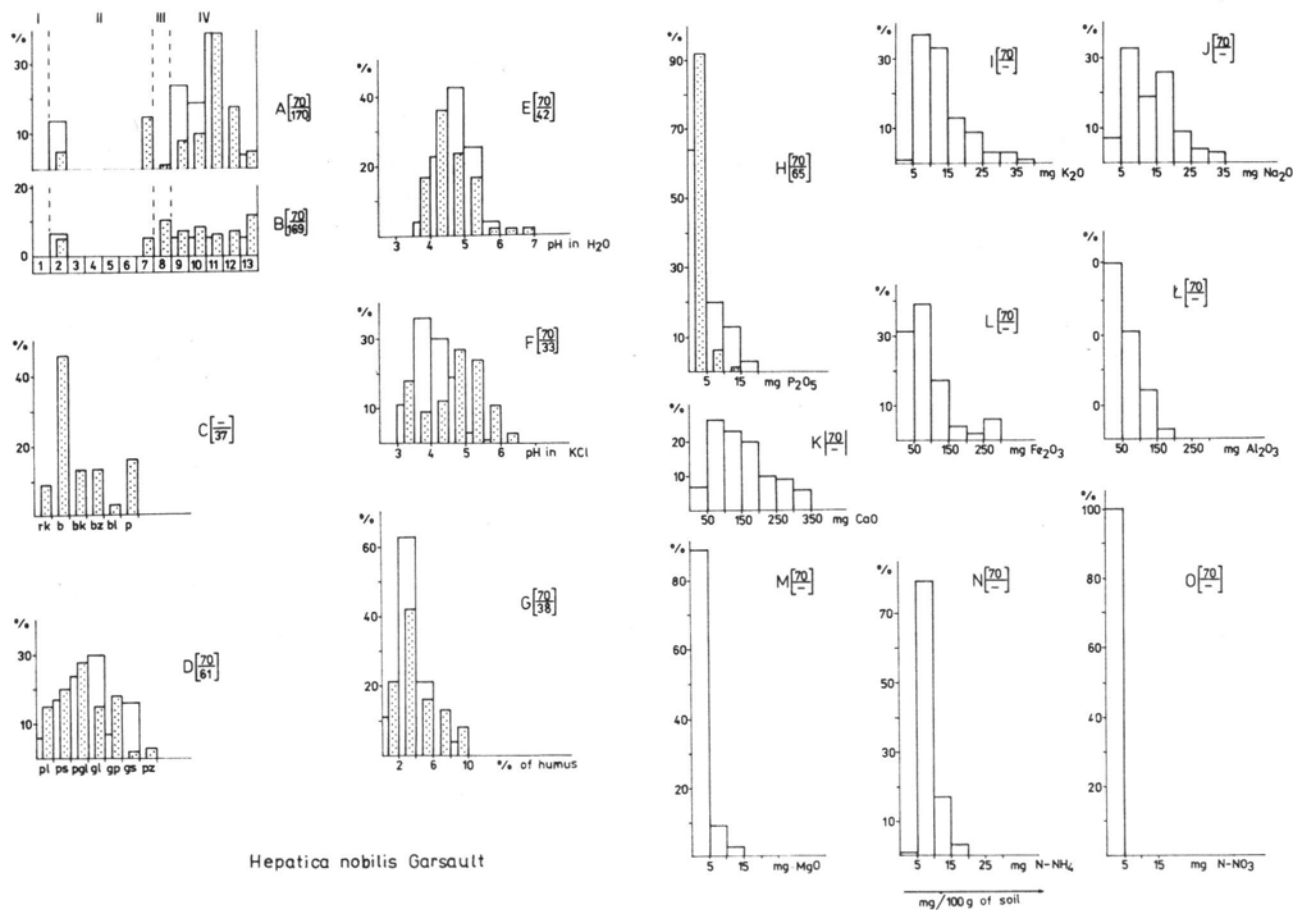 I II III IV
%
30
10
A[70/170]
20
B[70/169]
0
1 2 3 4 5 6 7 8 9 10 11 12 13
%
40
20
C[-/37]
rk b bk bz bl p
%
30
10
D[70/61]
pl ps pgl gl gp gs pz
%
40
20
E[70/42]
3 4 5 6 7 pH in H2O
%
30
10
F[70/33]
3 4 5 6 pH in KCl
%
60
40
20
G[70/38]
2 6 10 % of humus
Hepatica nobilis Garsault
%
90
70
50
30
10
H[70/65]
5 15 mg P2O5
%
30
10
I[70/-]
5 15 25 35 mg K2O
%
30
10
J[70/-]
5 15 25 35 mg Na2O
%
20
10
0
K[70/-]
50 150 250 350 mg CaO
%
30
10
L[70/-]
50 150 250 mg Fe2O3
0
0
0
Ł[70/-]
50 150 250 mg Al2O3
%
80
60
40
20
M[70/-]
5 15 mg MgO
%
70
50
30
10
N[70/-]
5 15 25 mg N-NH4
%
100
80
60
40
20
O[70/-]
5 15 mg N-NO3
mg/100g of soil